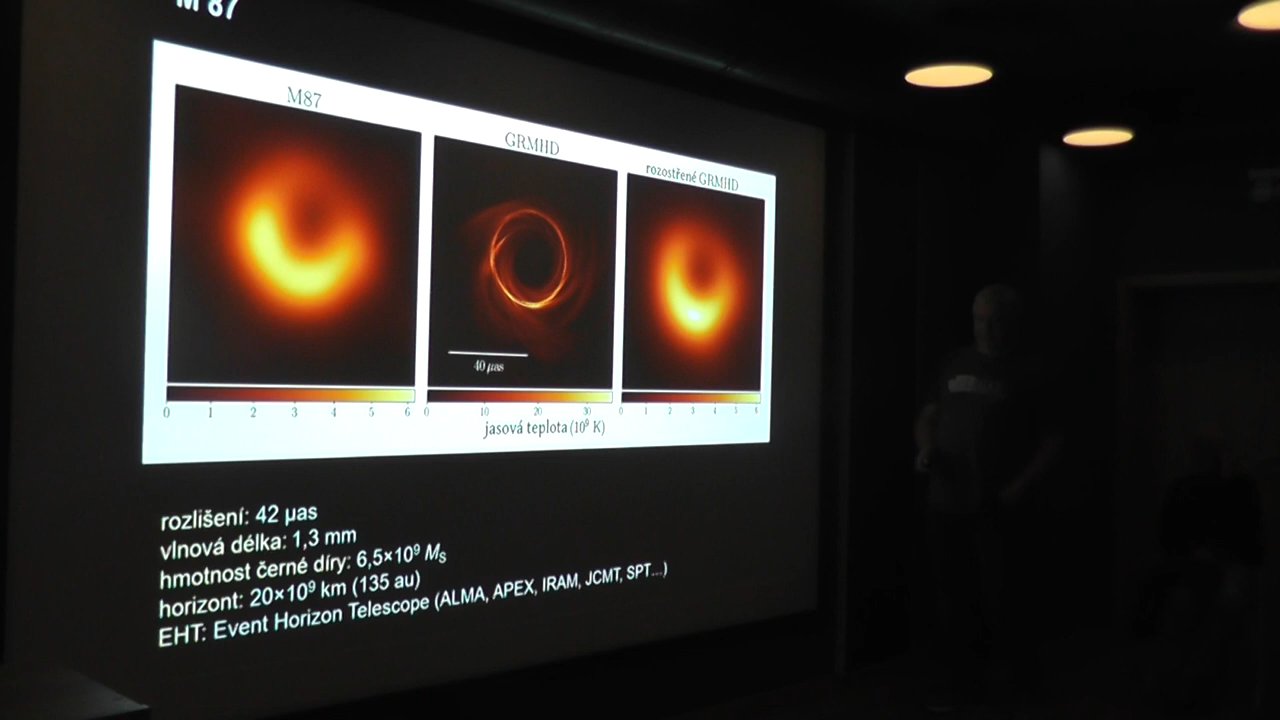 M 87
M87
GRMHD
rozostřené GRMHD
40 μas
0 1 2 3 4 5 6
0 10 20 30
0 1 2 3 4 5 6
jasová teplota (10⁹ K)
rozlišení: 42 μas
vlnová délka: 1,3 mm
hmotnost černé díry: 6,5×10⁹ Mₛ
horizont: 20×10⁹ km (135 au)
EHT: Event Horizon Telescope (ALMA, APEX, IRAM, JCMT, SPT...)